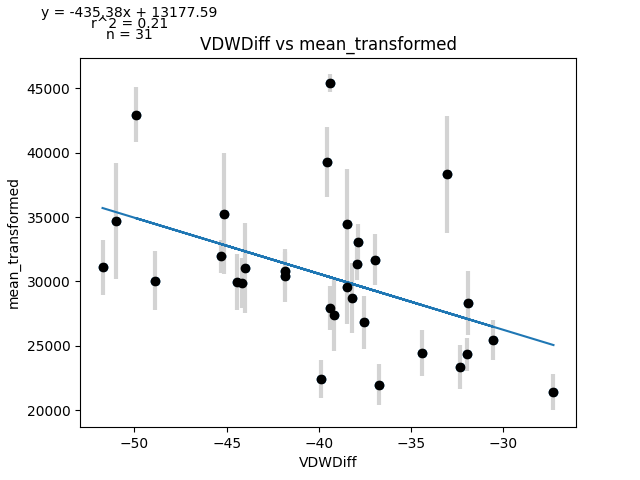 y = -435.38x + 13177.59
r^2 = 0.21
n = 31
VDWDiff vs mean_transformed
45000
40000
35000
30000
25000
20000
mean_transformed
−50
−45
−40
−35
−30
VDWDiff